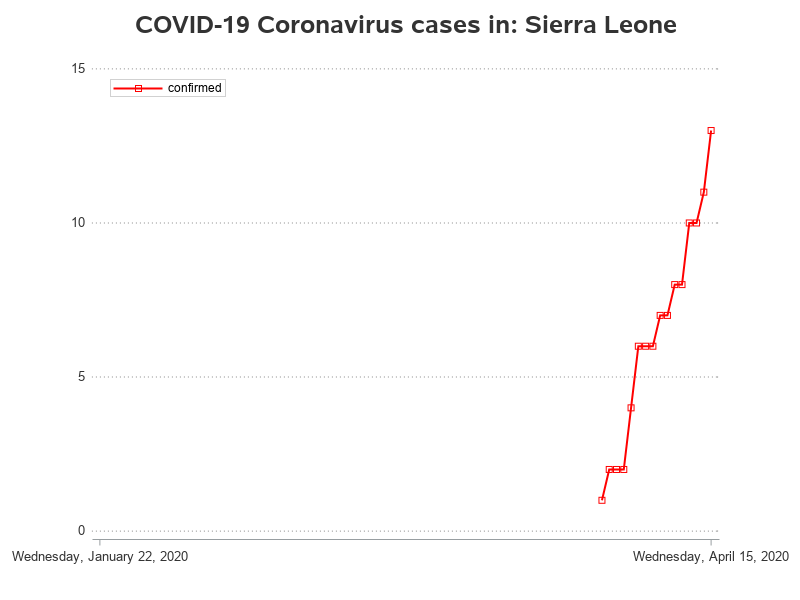 COVID-19 Coronavirus cases in: Sierra Leone
15
confirmed
10
5
0
Wednesday, January 22, 2020 Wednesday, April 15, 2020